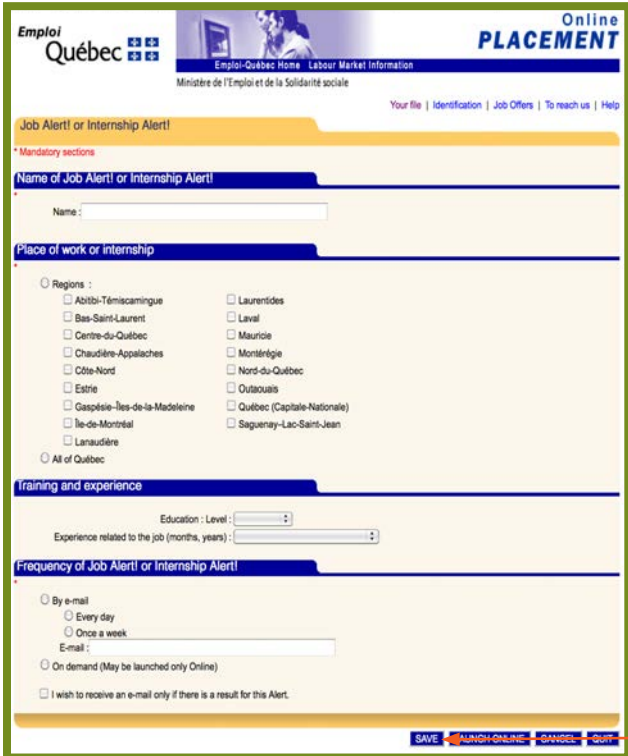 Emploi
Québec
Online
PLACEMENT
Emploi-Québec Home Labour Market Information
Ministère de l'Emploi et de la Solidarité sociale
Your file | Identification | Job Offers | To reach us | Help
Job Alert! or Internship Alert!
* Mandatory sections
Name of Job Alert! or Internship Alert!
*
Name :
Place of work or internship
*
Regions :
Abitibi-Témiscamingue Laurentides
Bas-Saint-Laurent Laval
Centre-du-Québec Mauricie
Chaudière-Appalaches Montérégie
Côte-Nord Nord-du-Québec
Estrie Outaouais
Gaspésie–Îles-de-la-Madeleine Québec (Capitale-Nationale)
Île-de-Montréal Saguenay–Lac-Saint-Jean
Lanaudière
All of Québec
Training and experience
Education : Level :
Experience related to the job (months, years) :
Frequency of Job Alert! or Internship Alert!
*
By e-mail
Every day
Once a week
E-mail :
On demand (May be launched only Online)
I wish to receive an e-mail only if there is a result for this Alert.
SAVE LAUNCH ONLINE CANCEL QUIT